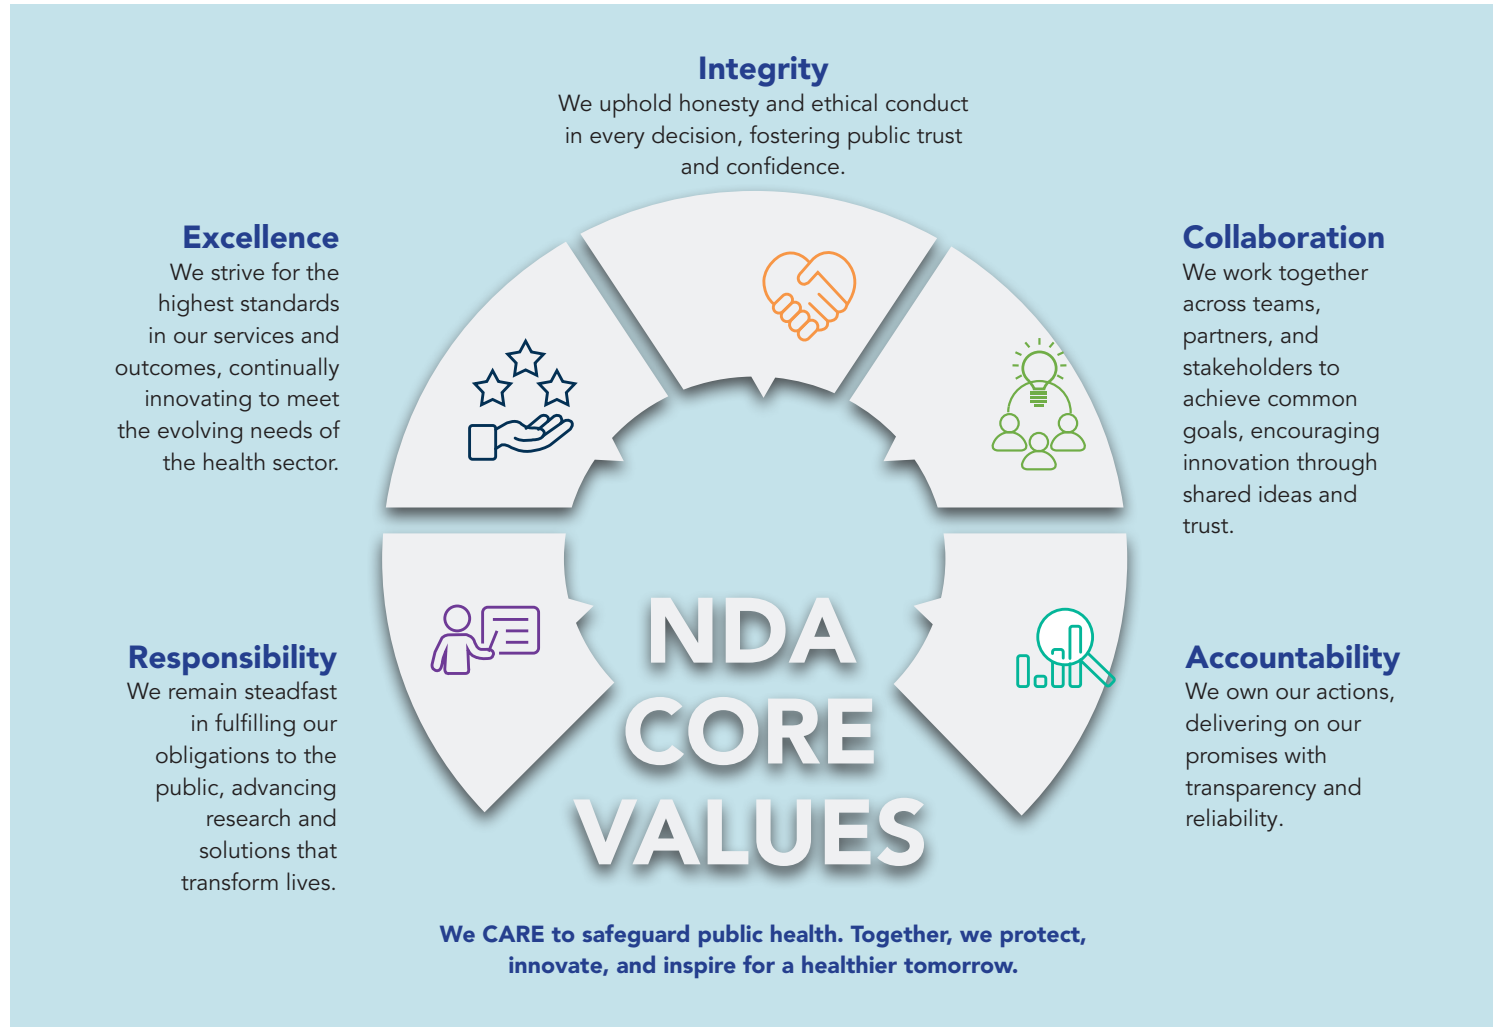 Integrity
We uphold honesty and ethical conduct
in every decision, fostering public trust
and confidence.
Excellence
We strive for the
highest standards
in our services and
outcomes, continually
innovating to meet
the evolving needs of
the health sector.
Collaboration
We work together
across teams,
partners, and
stakeholders to
achieve common
goals, encouraging
innovation through
shared ideas and
trust.
Responsibility
We remain steadfast
in fulfilling our
obligations to the
public, advancing
research and
solutions that
transform lives.
NDA
CORE
VALUES
Accountability
We own our actions,
delivering on our
promises with
transparency and
reliability.
We CARE to safeguard public health. Together, we protect,
innovate, and inspire for a healthier tomorrow.